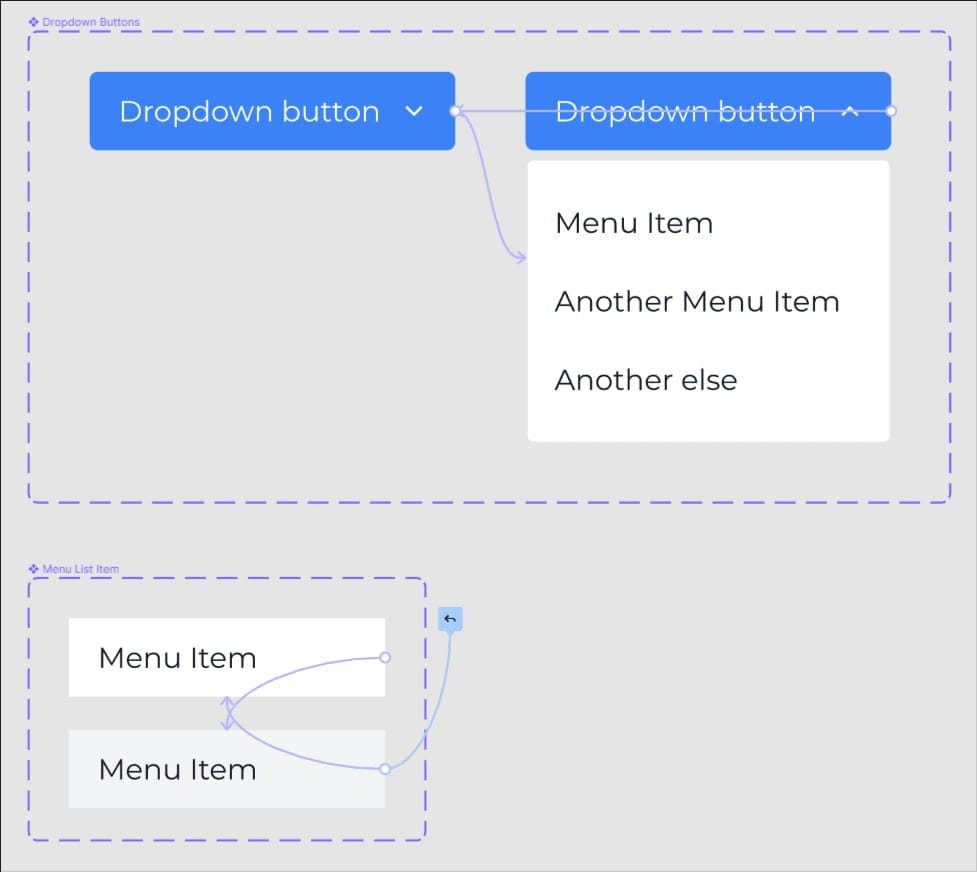 Dropdown Buttons
Dropdown button
Dropdown button
Menu Item
Another Menu Item
Another else
Menu List Item
Menu Item
Menu Item